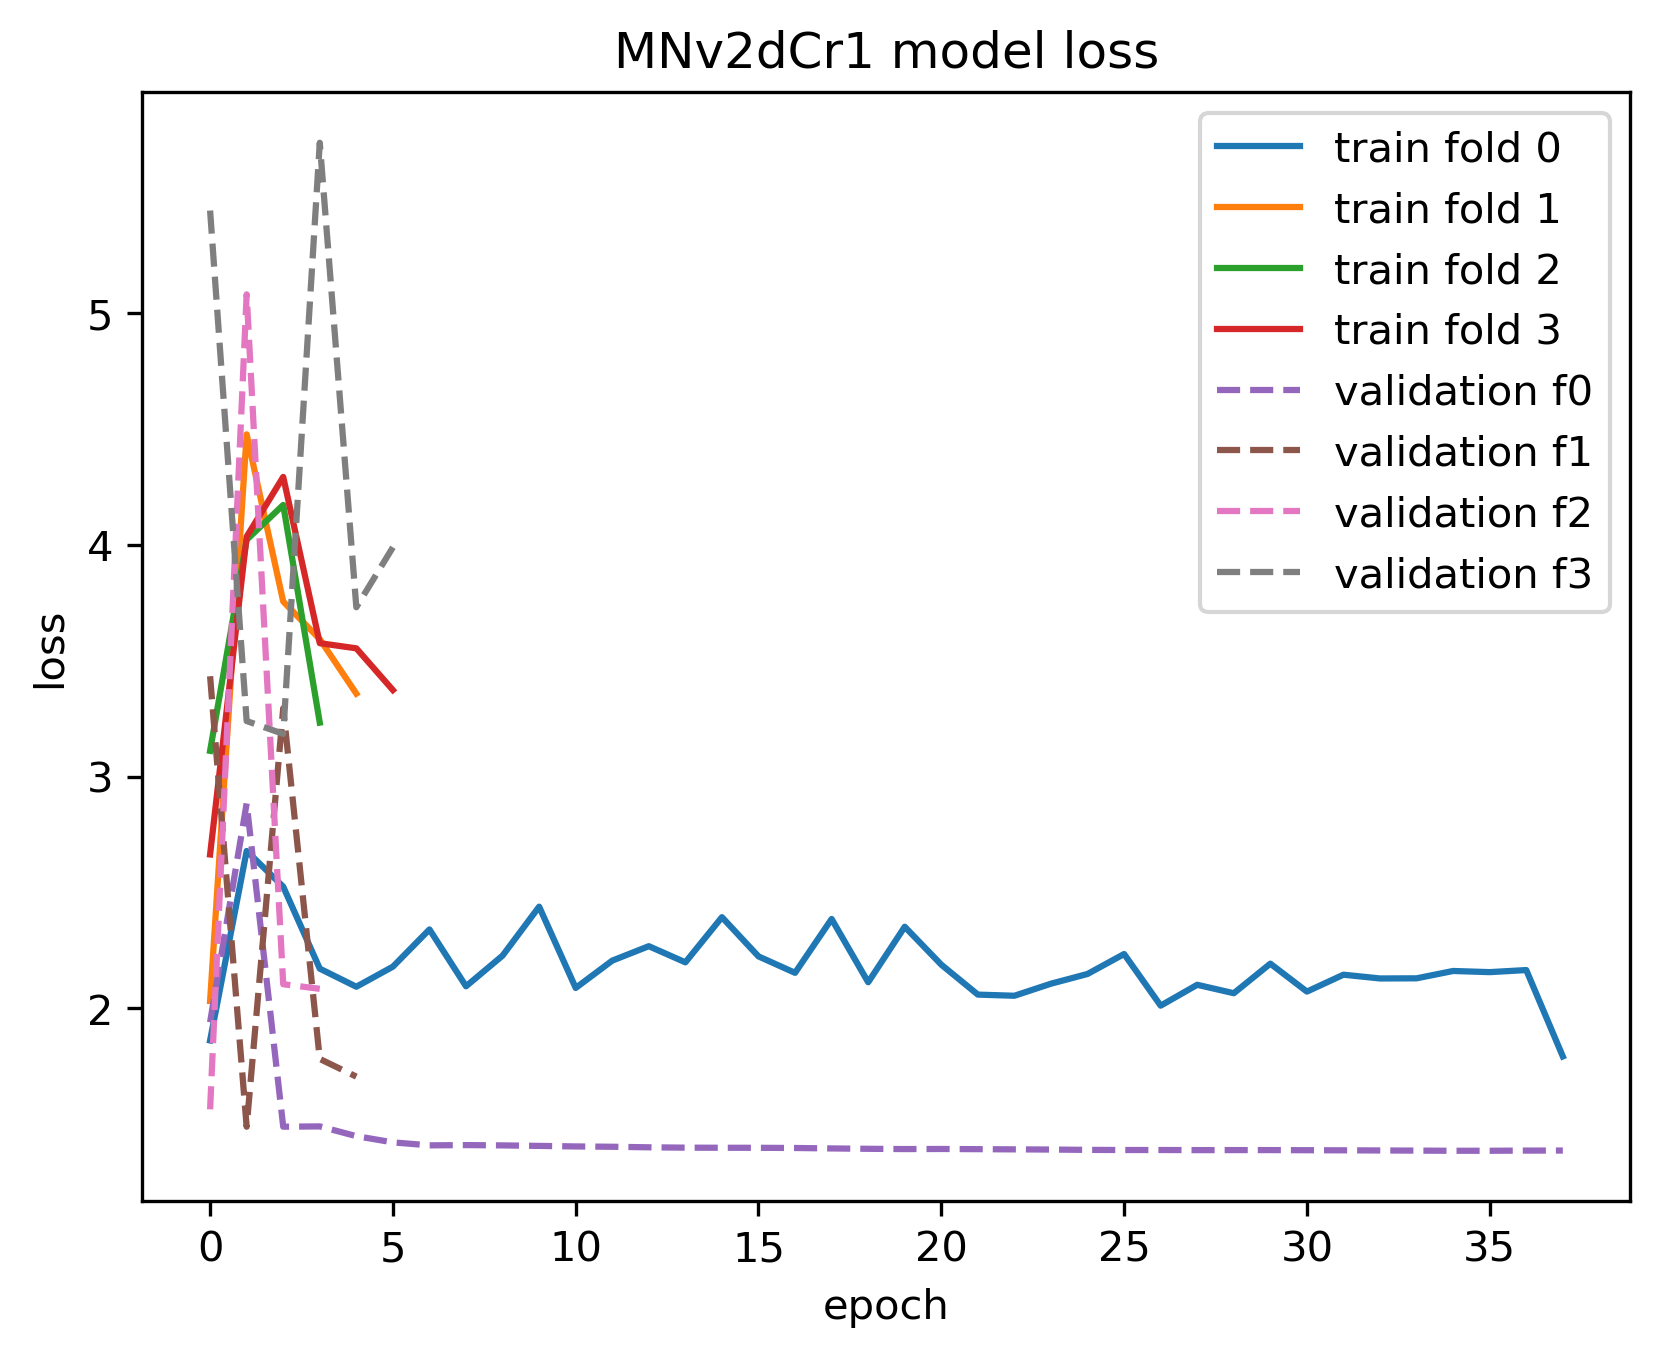 MNv2dCr1 model loss
train fold 0
train fold 1
train fold 2
train fold 3
validation f0
validation f1
validation f2
validation f3
5
4
3
2
loss
0 5 10 15 20 25 30 35
epoch